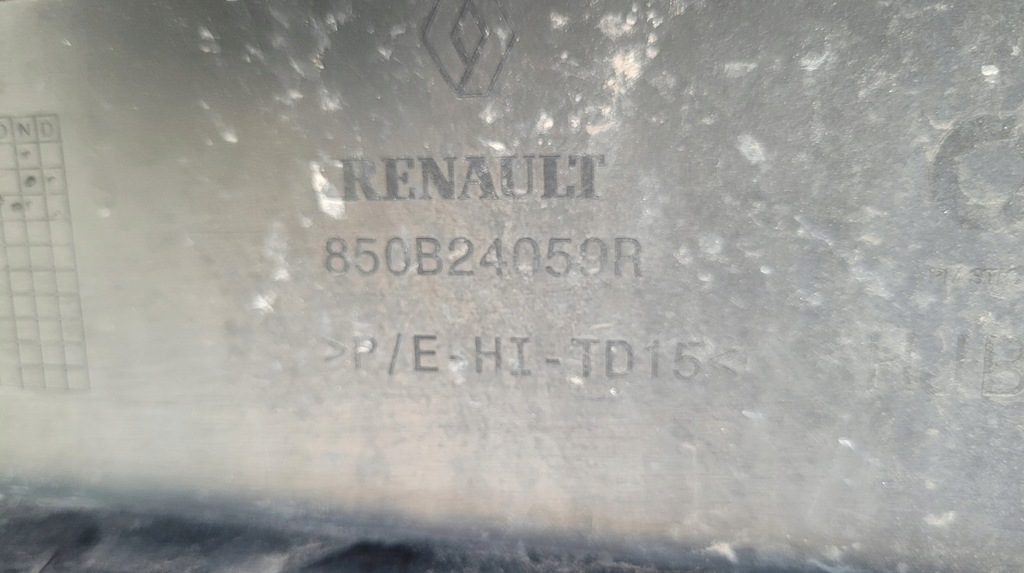 O N D
RENAULT
850B24059R
>P/E-HI-TD15<